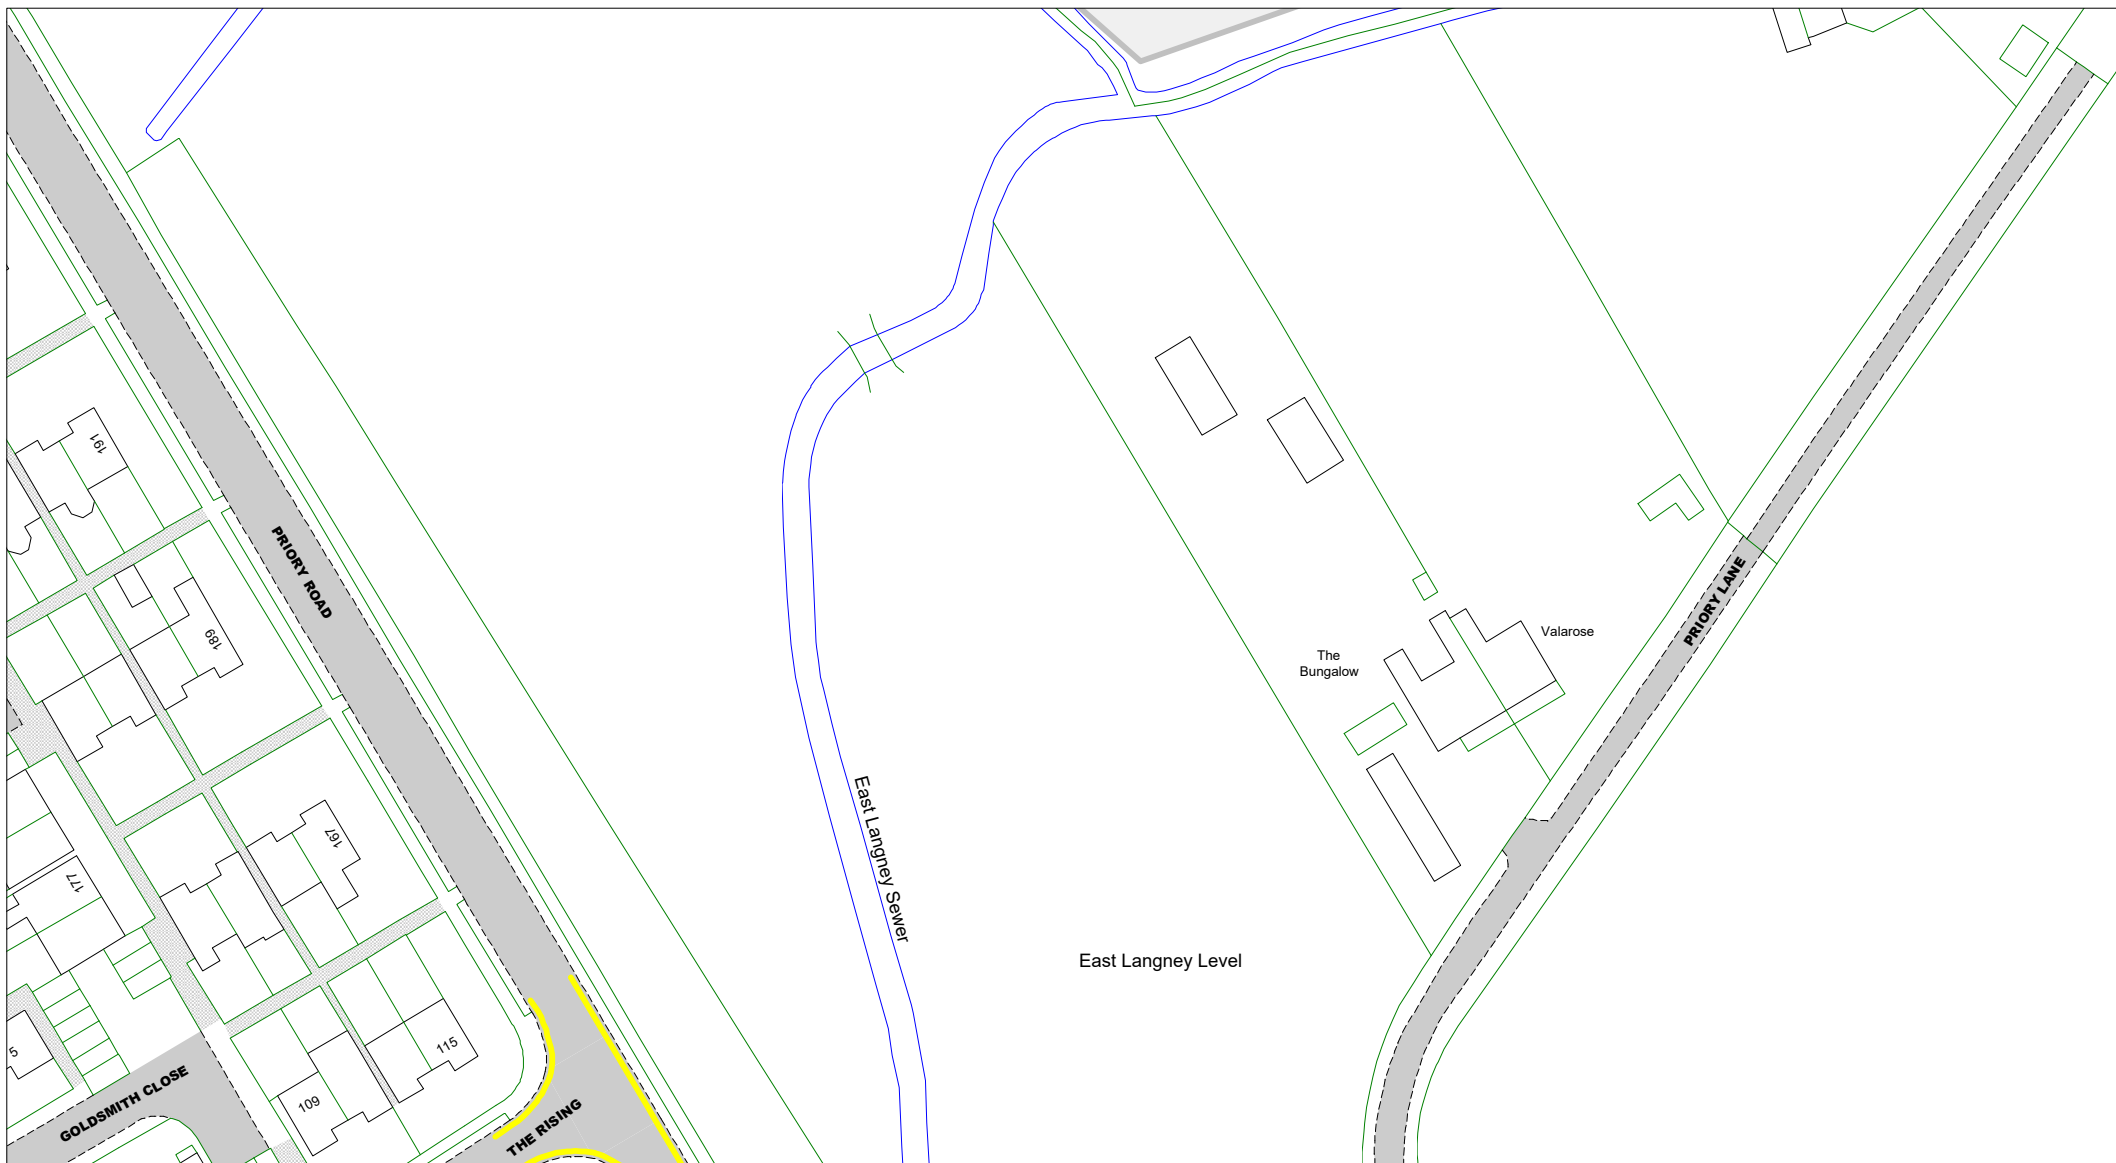 191
PRIORY ROAD
189
PRIORY LANE
Valarose
The
Bungalow
167
East Langney Sewer
177
East Langney Level
115
5
109
GOLDSMITH CLOSE
THE RISING